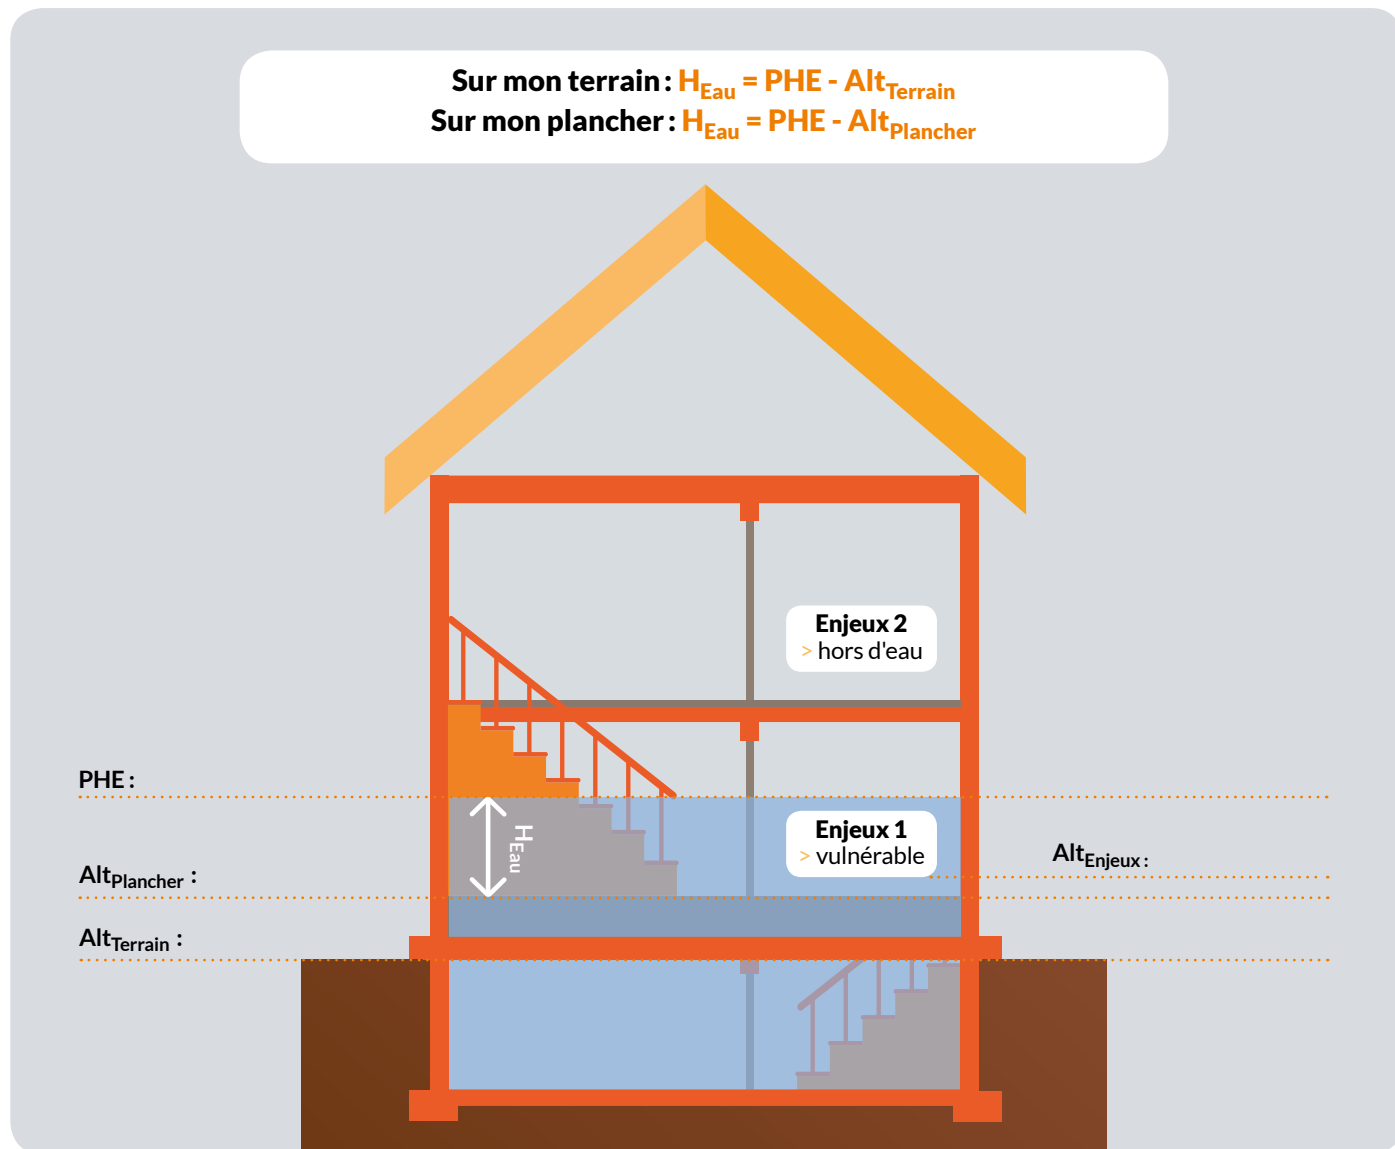 Sur mon terrain : HEau = PHE - AltTerrain
Sur mon plancher : HEau = PHE - AltPlancher
Enjeux 2
> hors d'eau
PHE :
HEau
Enjeux 1
> vulnérable
AltEnjeux :
AltPlancher :
AltTerrain :